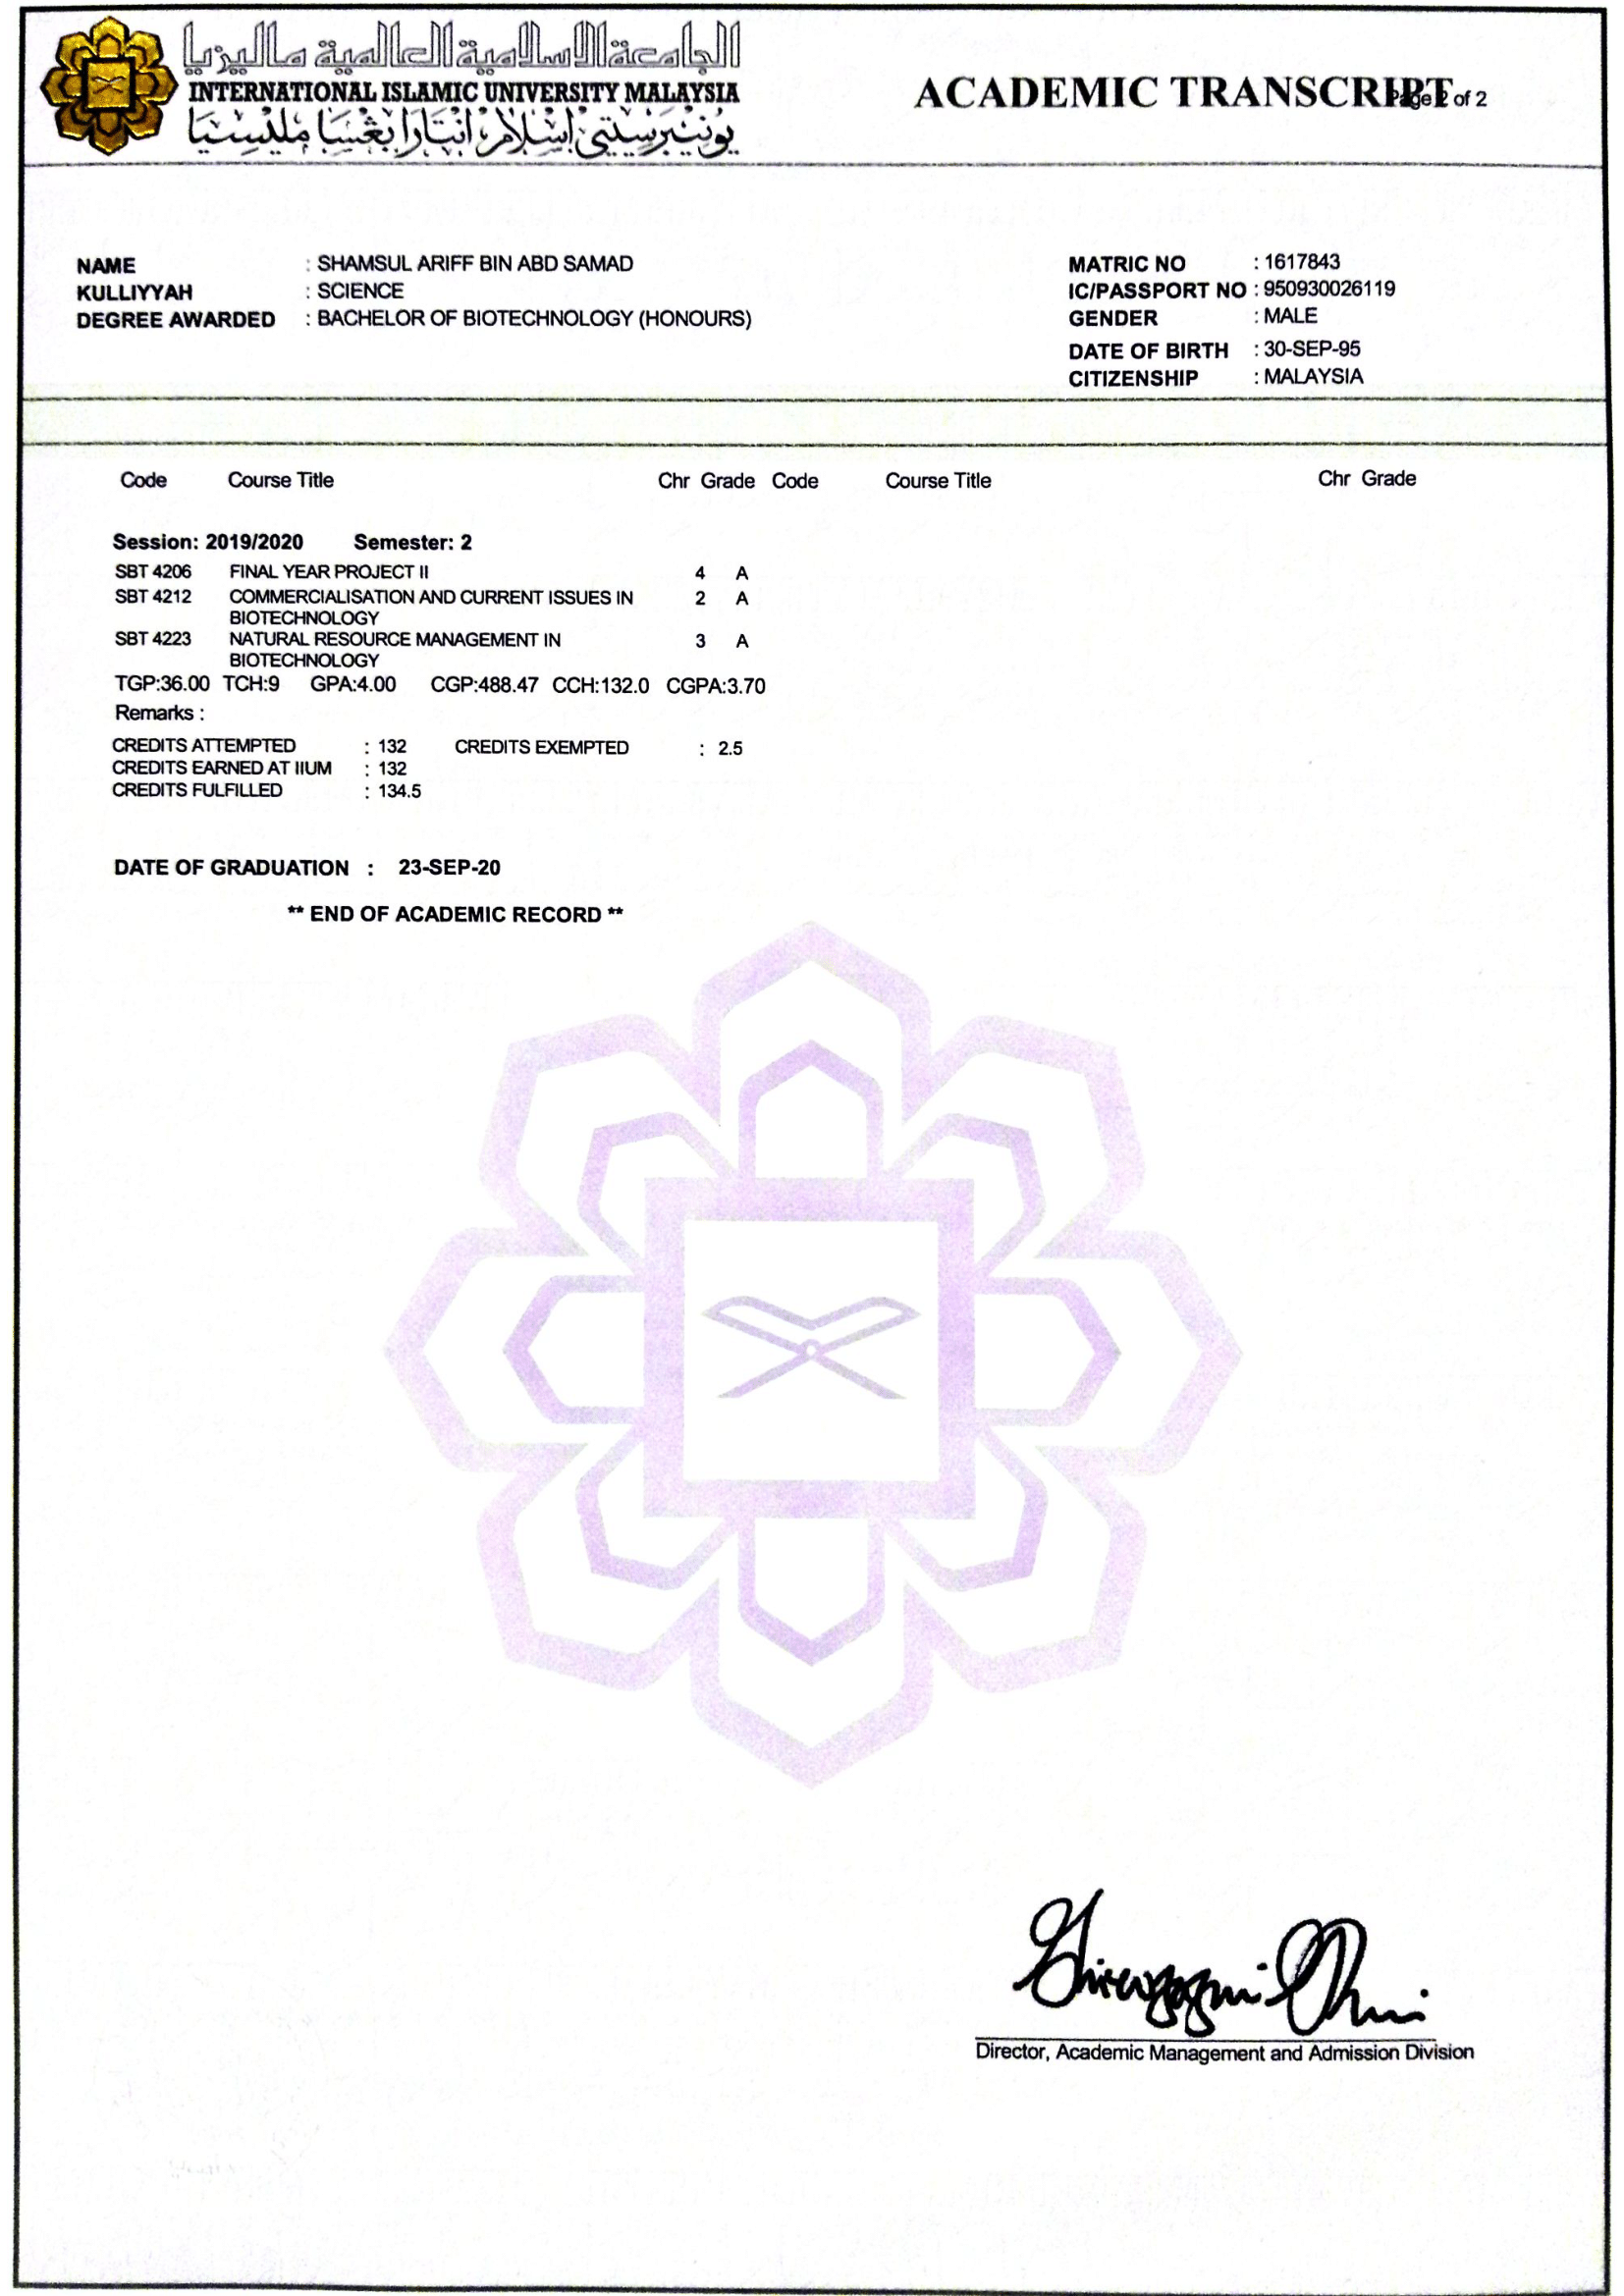 الجامعة الاسلامية العالمية ماليزيا
INTERNATIONAL ISLAMIC UNIVERSITY MALAYSIA
يونيۏرسيتي اسلام انتارابڠسا مليسيا
ACADEMIC TRANSCRIPT
Page 2 of 2
NAME : SHAMSUL ARIFF BIN ABD SAMAD
KULLIYYAH : SCIENCE
DEGREE AWARDED : BACHELOR OF BIOTECHNOLOGY (HONOURS)
MATRIC NO : 1617843
IC/PASSPORT NO : 950930026119
GENDER : MALE
DATE OF BIRTH : 30-SEP-95
CITIZENSHIP : MALAYSIA
Code Course Title Chr Grade Code Course Title Chr Grade
Session: 2019/2020 Semester: 2
SBT 4206 FINAL YEAR PROJECT II 4 A
SBT 4212 COMMERCIALISATION AND CURRENT ISSUES IN 2 A
BIOTECHNOLOGY
SBT 4223 NATURAL RESOURCE MANAGEMENT IN 3 A
BIOTECHNOLOGY
TGP:36.00 TCH:9 GPA:4.00 CGP:488.47 CCH:132.0 CGPA:3.70
Remarks :
CREDITS ATTEMPTED : 132 CREDITS EXEMPTED : 2.5
CREDITS EARNED AT IIUM : 132
CREDITS FULFILLED : 134.5
DATE OF GRADUATION : 23-SEP-20
** END OF ACADEMIC RECORD **
Director, Academic Management and Admission Division